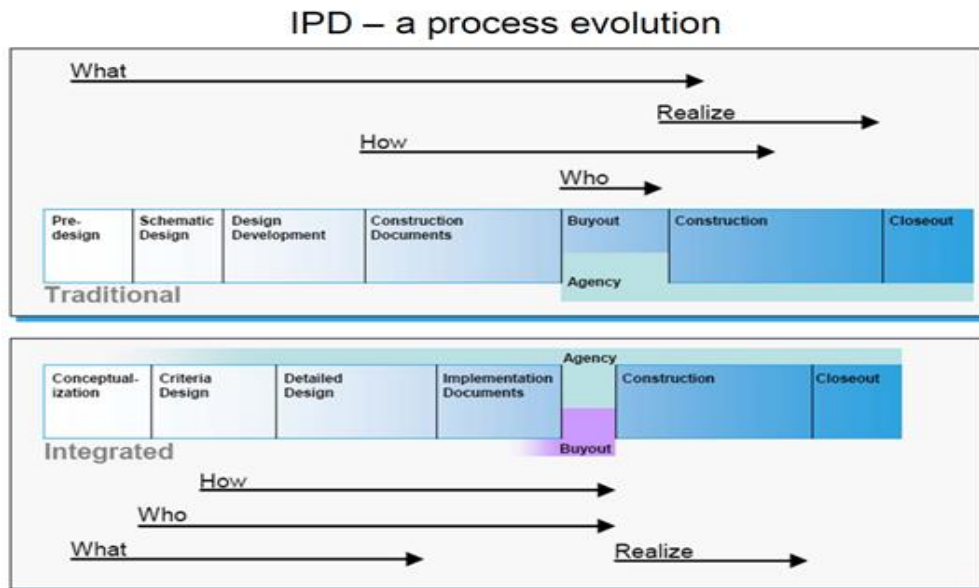 IPD – a process evolution
What
Realize
How
Who
Pre-
design
Schematic
Design
Design
Development
Construction
Documents
Buyout
Construction
Closeout
Agency
Traditional
Agency
Conceptual-
ization
Criteria
Design
Detailed
Design
Implementation
Documents
Construction
Closeout
Buyout
Integrated
How
Who
What
Realize